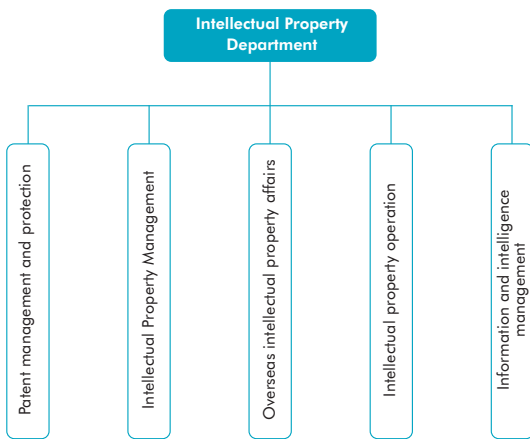 Intellectual Property
Department
Patent management and protection
Intellectual Property Management
Overseas intellectual property affairs
Intellectual property operation
Information and intelligence
management